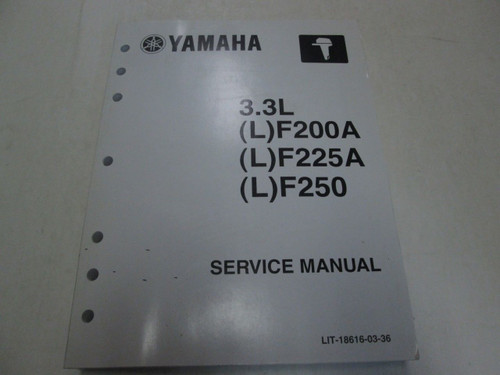 YAMAHA
3.3L
(L)F200A
(L)F225A
(L)F250
SERVICE MANUAL
LIT-18616-03-36